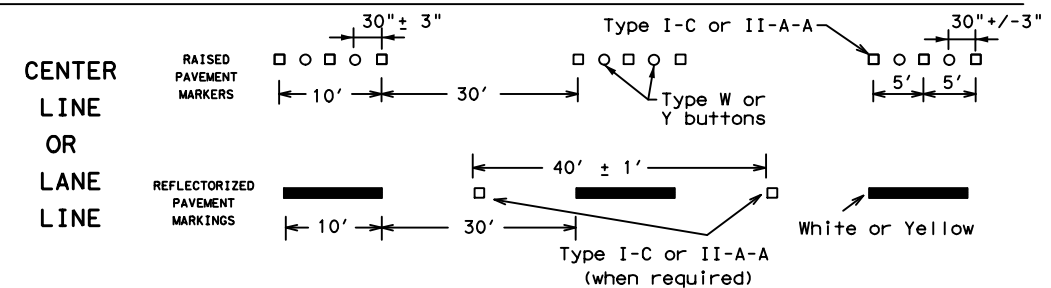 30"± 3"
Type I-C or II-A-A
30"+/-3"
CENTER
LINE
OR
LANE
LINE
RAISED
PAVEMENT
MARKERS
10'
30'
5'
5'
Type W or
Y buttons
40' ± 1'
REFLECTORIZED
PAVEMENT
MARKINGS
10'
30'
White or Yellow
Type I-C or II-A-A
(when required)